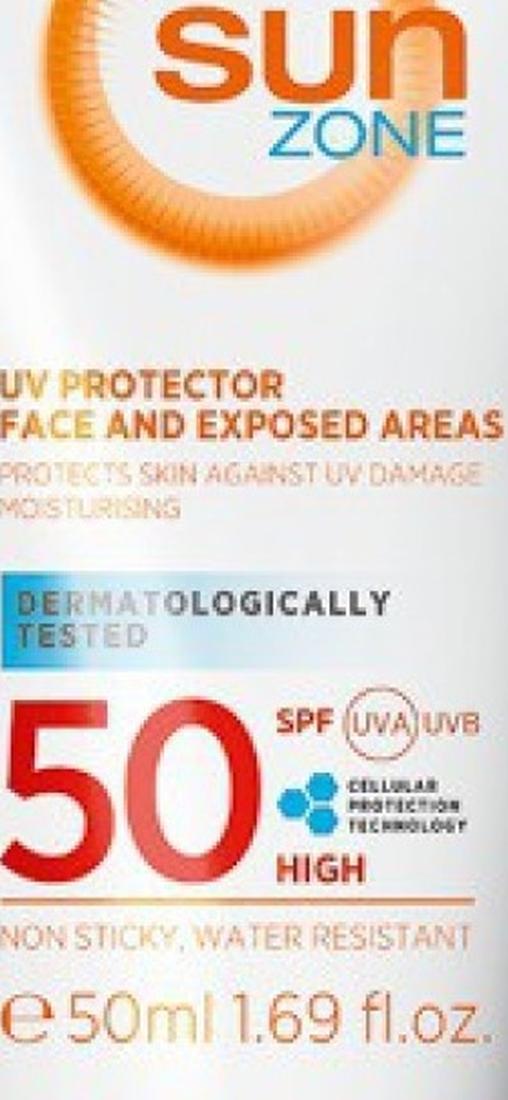 sun
ZONE
UV PROTECTOR
FACE AND EXPOSED AREAS
PROTECTS SKIN AGAINST UV DAMAGE
MOISTURISING
DERMATOLOGICALLY
TESTED
50
SPF UVA UVB
CELLULAR
PROTECTION
TECHNOLOGY
HIGH
NON STICKY, WATER RESISTANT
℮ 50ml 1.69 fl.oz.